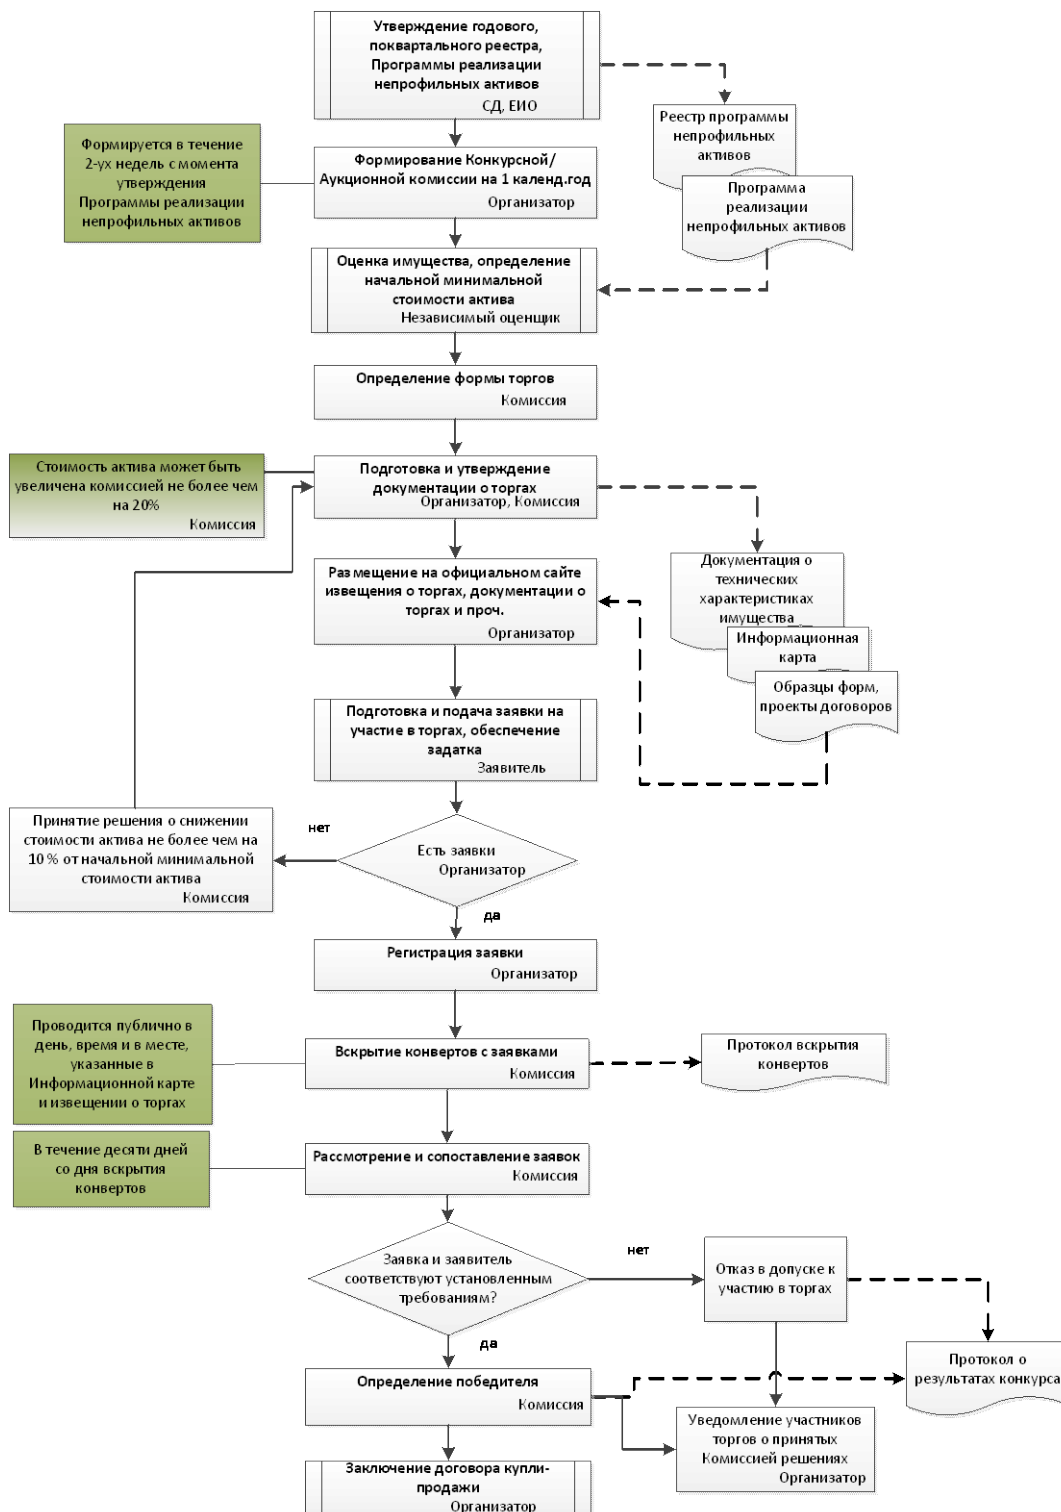 Утверждение годового,
поквартального реестра,
Программы реализации
непрофильных активов
СД, ЕИО
Реестр программы
непрофильных
активов
Программа
реализации
непрофильных активов
Формируется в течение
2-ух недель с момента
утверждения
Программы реализации
непрофильных активов
Формирование Конкурсной/
Аукционной комиссии на 1 календ.год
Организатор
Оценка имущества, определение
начальной минимальной
стоимости актива
Независимый оценщик
Определение формы торгов
Комиссия
Стоимость актива может быть
увеличена комиссией не более чем
на 20%
Комиссия
Подготовка и утверждение
документации о торгах
Организатор, Комиссия
Документация о
технических
характеристиках
имущества
Информационная
карта
Образцы форм,
проекты договоров
Размещение на официальном сайте
извещения о торгах, документации о
торгах и проч.
Организатор
Подготовка и подача заявки на
участие в торгах, обеспечение
задатка
Заявитель
Принятие решения о снижении
стоимости актива не более чем на
10 % от начальной минимальной
стоимости актива
Комиссия
нет
Есть заявки
Организатор
да
Регистрация заявки
Организатор
Проводится публично в
день, время и в месте,
указанные в
Информационной карте
и извещении о торгах
Вскрытие конвертов с заявками
Комиссия
Протокол вскрытия
конвертов
В течение десяти дней
со дня вскрытия
конвертов
Рассмотрение и сопоставление заявок
Комиссия
Заявка и заявитель
соответствуют установленным
требованиям?
нет
Отказ в допуске к
участию в торгах
да
Протокол о
результатах конкурса
Определение победителя
Комиссия
Уведомление участников
торгов о принятых
Комиссией решениях
Организатор
Заключение договора купли-
продажи
Организатор